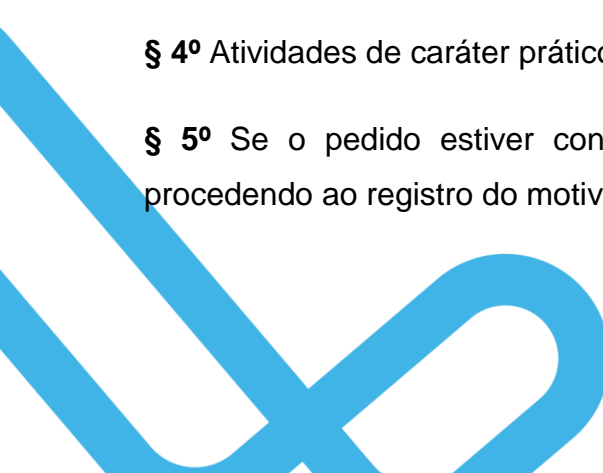 § 4º Atividades de caráter prático
§ 5º Se o pedido estiver con
procedendo ao registro do motiv